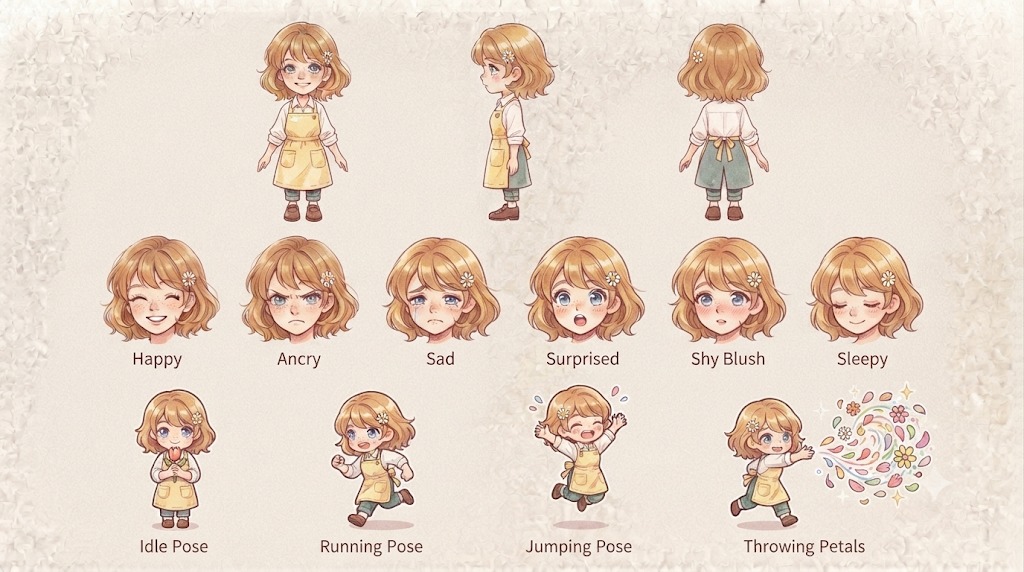 Happy
Ancry
Sad
Surprised
Shy Blush
Sleepy
Idle Pose
Running Pose
Jumping Pose
Throwing Petals